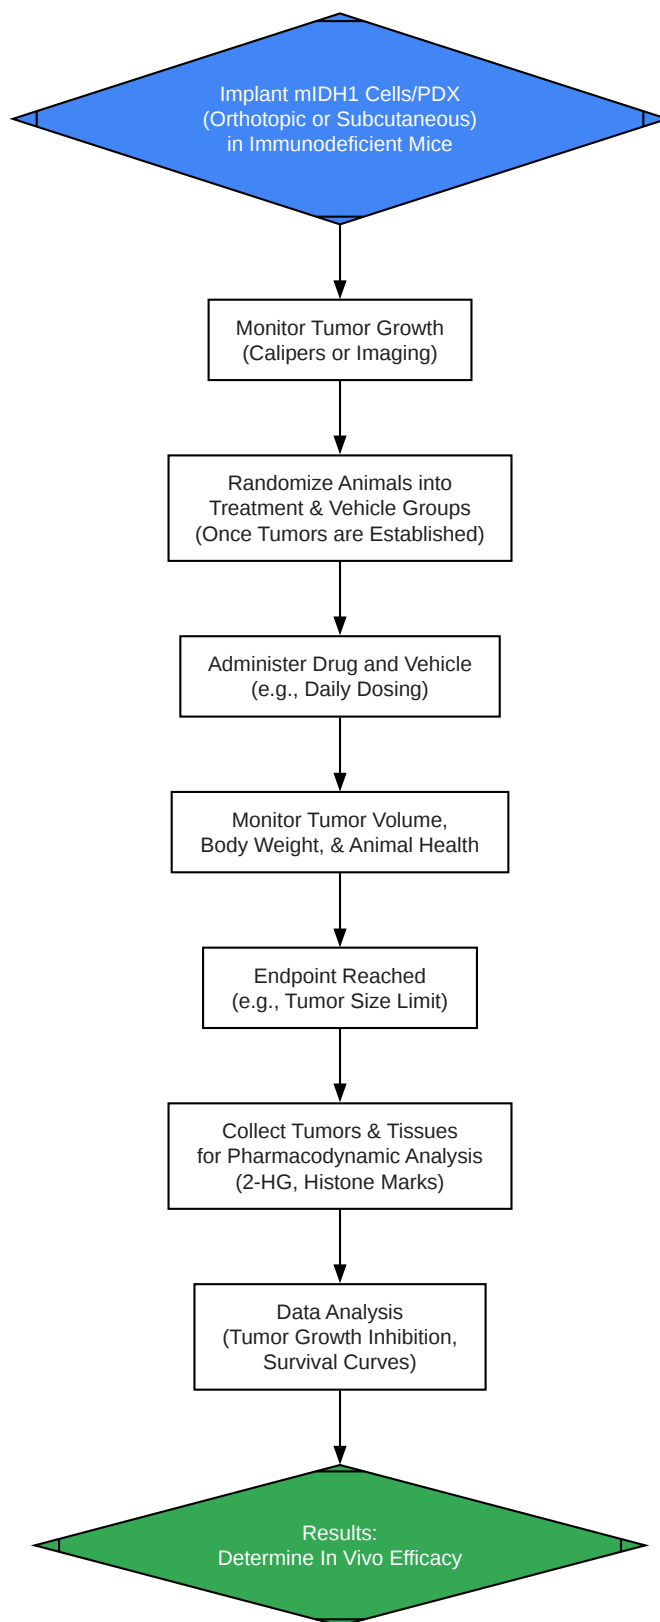 Implant mIDH1 Cells/PDX
(Orthotopic or Subcutaneous)
in Immunodeficient Mice
Monitor Tumor Growth
(Calipers or Imaging)
Randomize Animals into
Treatment & Vehicle Groups
(Once Tumors are Established)
Administer Drug and Vehicle
(e.g., Daily Dosing)
Monitor Tumor Volume,
Body Weight, & Animal Health
Endpoint Reached
(e.g., Tumor Size Limit)
Collect Tumors & Tissues
for Pharmacodynamic Analysis
(2-HG, Histone Marks)
Data Analysis
(Tumor Growth Inhibition,
Survival Curves)
Results:
Determine In Vivo Efficacy